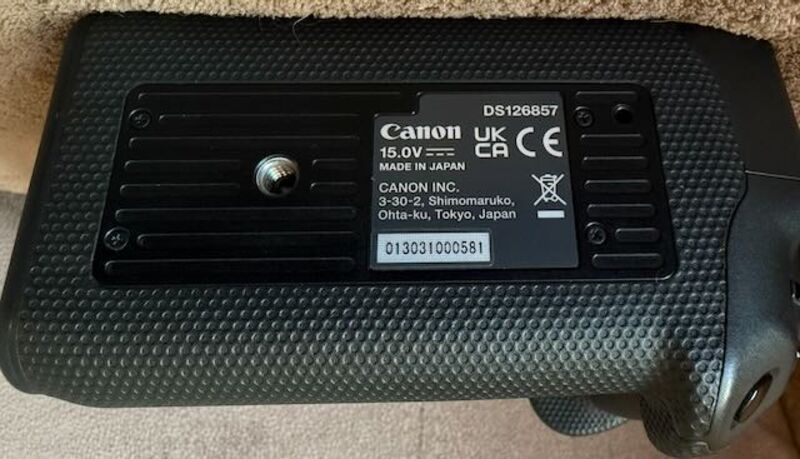 DS126857
Canon UK CA CE
15.0V
MADE IN JAPAN
CANON INC.
3-30-2, Shimomaruko,
Ohta-ku, Tokyo, Japan
013031000581